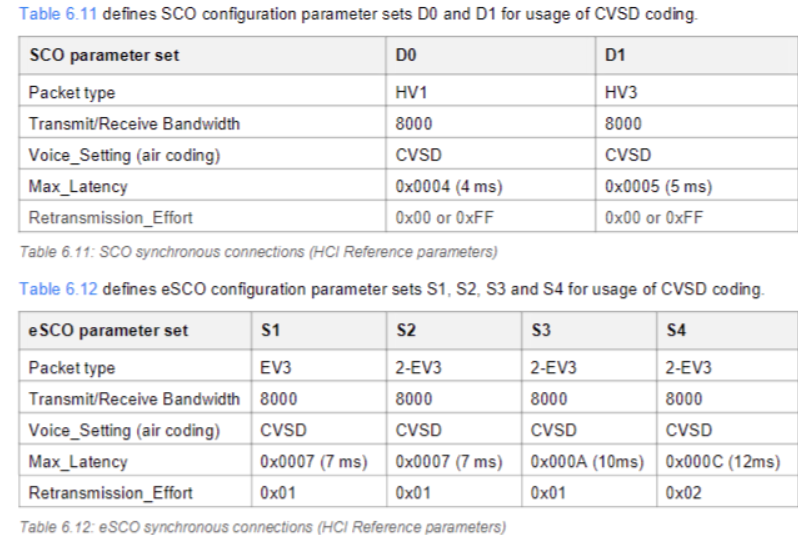 Table 6.11 defines SCO configuration parameter sets D0 and D1 for usage of CVSD coding.
SCO parameter set D0 D1
Packet type HV1 HV3
Transmit/Receive Bandwidth 8000 8000
Voice_Setting (air coding) CVSD CVSD
Max_Latency 0x0004 (4 ms) 0x0005 (5 ms)
Retransmission_Effort 0x00 or 0xFF 0x00 or 0xFF
Table 6.11: SCO synchronous connections (HCI Reference parameters)
Table 6.12 defines eSCO configuration parameter sets S1, S2, S3 and S4 for usage of CVSD coding.
eSCO parameter set S1 S2 S3 S4
Packet type EV3 2-EV3 2-EV3 2-EV3
Transmit/Receive Bandwidth 8000 8000 8000 8000
Voice_Setting (air coding) CVSD CVSD CVSD CVSD
Max_Latency 0x0007 (7 ms) 0x0007 (7 ms) 0x000A (10ms) 0x000C (12ms)
Retransmission_Effort 0x01 0x01 0x01 0x02
Table 6.12: eSCO synchronous connections (HCI Reference parameters)